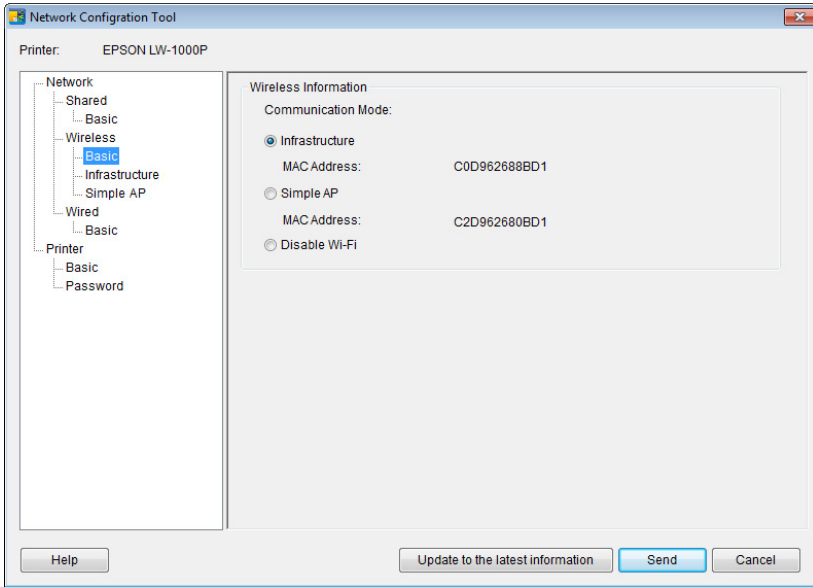 Network Configration Tool
Printer: EPSON LW-1000P
Network
Shared
Basic
Wireless
Basic
Infrastructure
Simple AP
Wired
Basic
Printer
Basic
Password
Wireless Information
Communication Mode:
Infrastructure
MAC Address: C0D962688BD1
Simple AP
MAC Address: C2D962680BD1
Disable Wi-Fi
Help
Update to the latest information
Send
Cancel